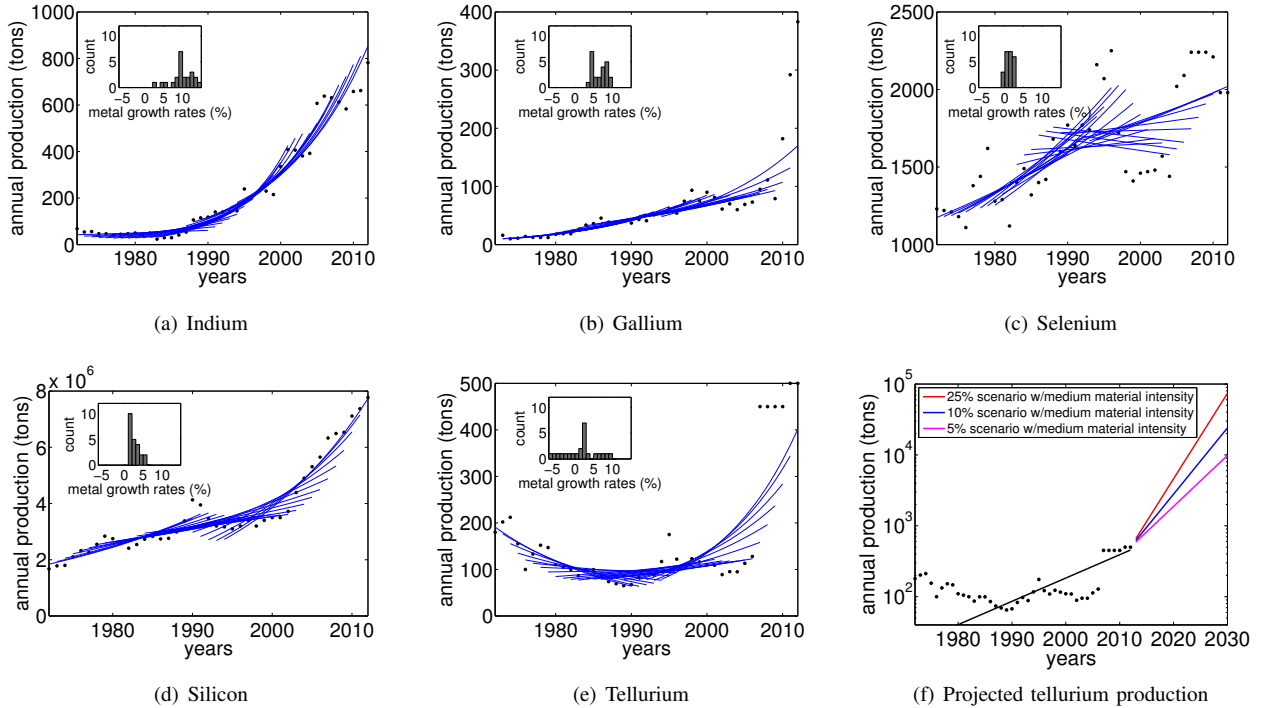 1000
800
600
400
200
0
annual production (tons)
1980
1990
2000
2010
years
10
5
0
count
−5 0 5 10
metal growth rates (%)
(a) Indium
400
300
200
100
0
annual production (tons)
1980
1990
2000
2010
years
10
5
0
count
−5 0 5 10
metal growth rates (%)
(b) Gallium
2500
2000
1500
1000
annual production (tons)
1980
1990
2000
2010
years
10
5
0
count
−5 0 5 10
metal growth rates (%)
(c) Selenium
8 x 10^6
6
4
2
0
annual production (tons)
1980
1990
2000
2010
years
10
5
0
count
−5 0 5 10
metal growth rates (%)
(d) Silicon
500
400
300
200
100
0
annual production (tons)
1980
1990
2000
2010
years
10
5
0
count
−5 0 5 10
metal growth rates (%)
(e) Tellurium
10^5
10^4
10^3
10^2
annual production (tons)
25% scenario w/medium material intensity
10% scenario w/medium material intensity
5% scenario w/medium material intensity
1980 1990 2000 2010 2020 2030
years
(f) Projected tellurium production